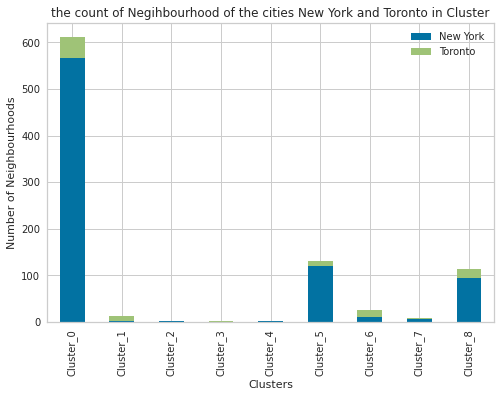 the count of Negihbourhood of the cities New York and Toronto in Cluster
New York
Toronto
Number of Neighbourhoods
600
500
400
300
200
100
0
Cluster_0
Cluster_1
Cluster_2
Cluster_3
Cluster_4
Cluster_5
Cluster_6
Cluster_7
Cluster_8
Clusters